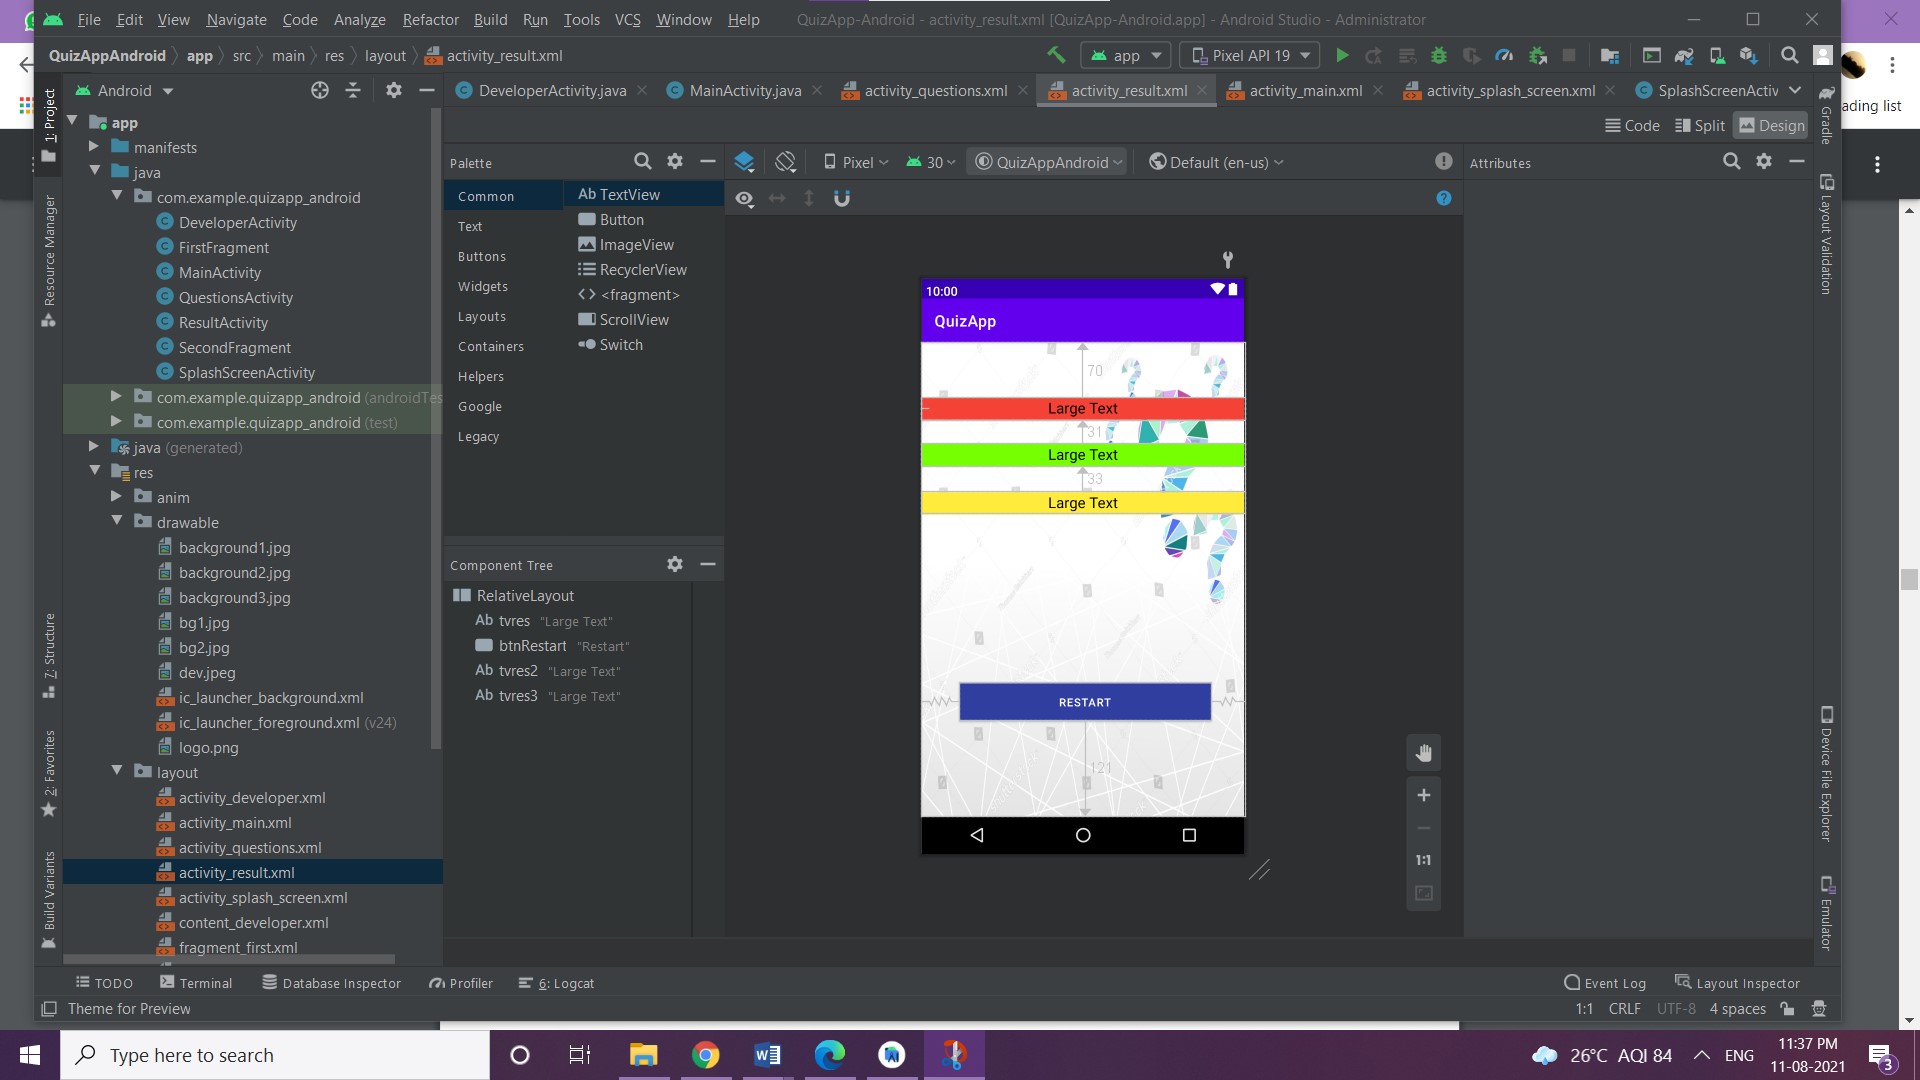 File Edit View Navigate Code Analyze Refactor Build Run Tools VCS Window Help QuizApp-Android - activity_result.xml [QuizApp-Android.app] - Android Studio - Administrator
QuizAppAndroid app src main res layout activity_result.xml app Pixel API 19
Android DeveloperActivity.java MainActivity.java activity_questions.xml activity_result.xml activity_main.xml activity_splash_screen.xml SplashScreenActiv
ading list
Code Split Design
1: Project
Resource Manager
7: Structure
2: Favorites
Build Variants
app
manifests
java
com.example.quizapp_android
DeveloperActivity
FirstFragment
MainActivity
QuestionsActivity
ResultActivity
SecondFragment
SplashScreenActivity
com.example.quizapp_android (androidTes
com.example.quizapp_android (test)
java (generated)
res
anim
drawable
background1.jpg
background2.jpg
background3.jpg
bg1.jpg
bg2.jpg
dev.jpeg
ic_launcher_background.xml
ic_launcher_foreground.xml (v24)
logo.png
layout
activity_developer.xml
activity_main.xml
activity_questions.xml
activity_result.xml
activity_splash_screen.xml
content_developer.xml
fragment_first.xml
Palette
Common
Text
Buttons
Widgets
Layouts
Containers
Helpers
Google
Legacy
Ab TextView
Button
ImageView
RecyclerView
<fragment>
ScrollView
Switch
Component Tree
RelativeLayout
Ab tvres "Large Text"
btnRestart "Restart"
Ab tvres2 "Large Text"
Ab tvres3 "Large Text"
Pixel 30 QuizAppAndroid Default (en-us)
10:00
QuizApp
70
Large Text
31
Large Text
33
Large Text
RESTART
121
1:1
Attributes
Gradle
Layout Validation
Device File Explorer
Emulator
TODO Terminal Database Inspector Profiler 6: Logcat Event Log Layout Inspector
Theme for Preview 1:1 CRLF UTF-8 4 spaces
Type here to search 26°C AQI 84 ENG 11:37 PM
11-08-2021
3